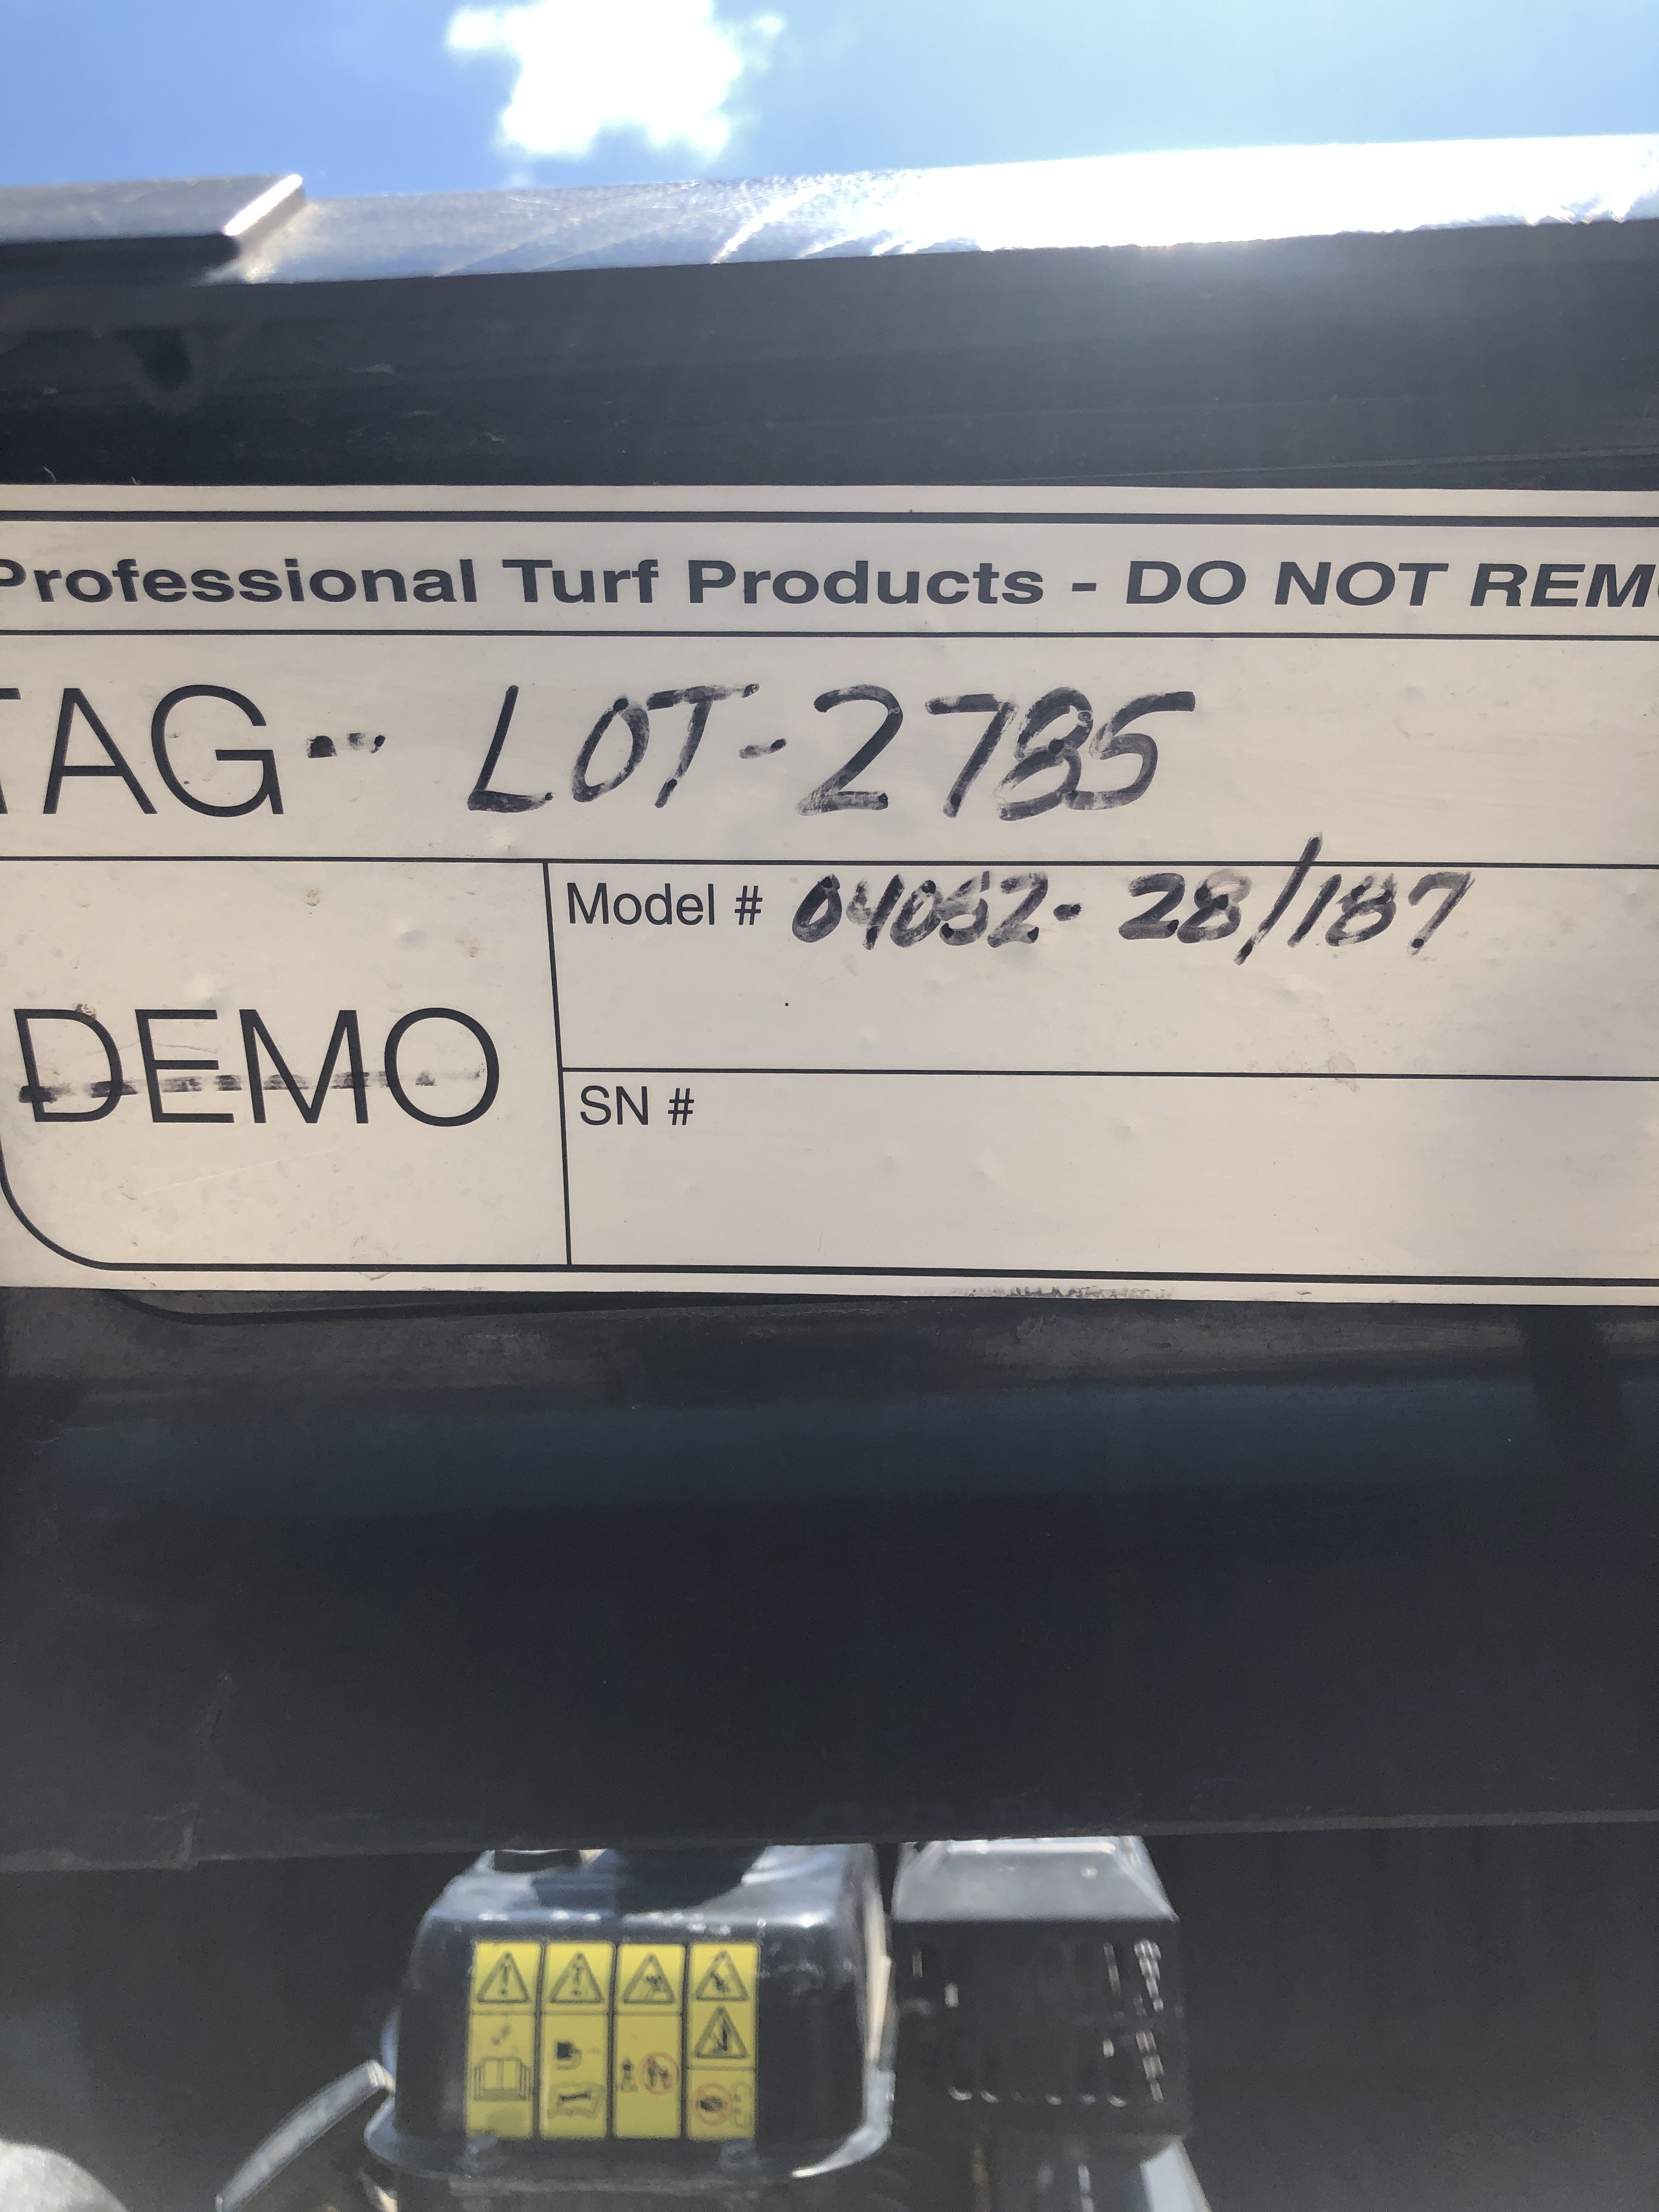 Professional Turf Products - DO NOT REM
TAG-- LOT-2785
Model # 04052-28/187
DEMO
SN #